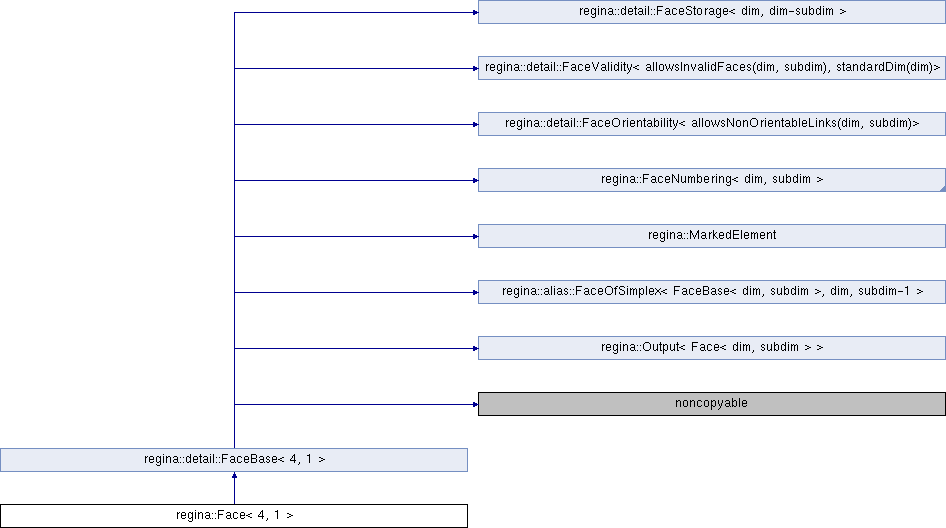 regina::detail::FaceStorage< dim, dim-subdim >
regina::detail::FaceValidity< allowsInvalidFaces(dim, subdim), standardDim(dim)>
regina::detail::FaceOrientability< allowsNonOrientableLinks(dim, subdim)>
regina::FaceNumbering< dim, subdim >
regina::MarkedElement
regina::alias::FaceOfSimplex< FaceBase< dim, subdim >, dim, subdim-1 >
regina::Output< Face< dim, subdim > >
noncopyable
regina::detail::FaceBase< 4, 1 >
regina::Face< 4, 1 >